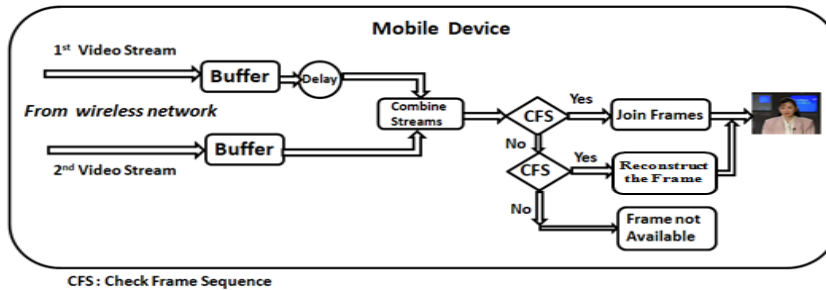 Mobile Device
1st Video Stream
Buffer
Delay
From wireless network
Combine
Streams
CFS
Yes
Join Frames
No
Buffer
2nd Video Stream
CFS
Yes
Reconstruct
the Frame
No
Frame not
Available
CFS : Check Frame Sequence